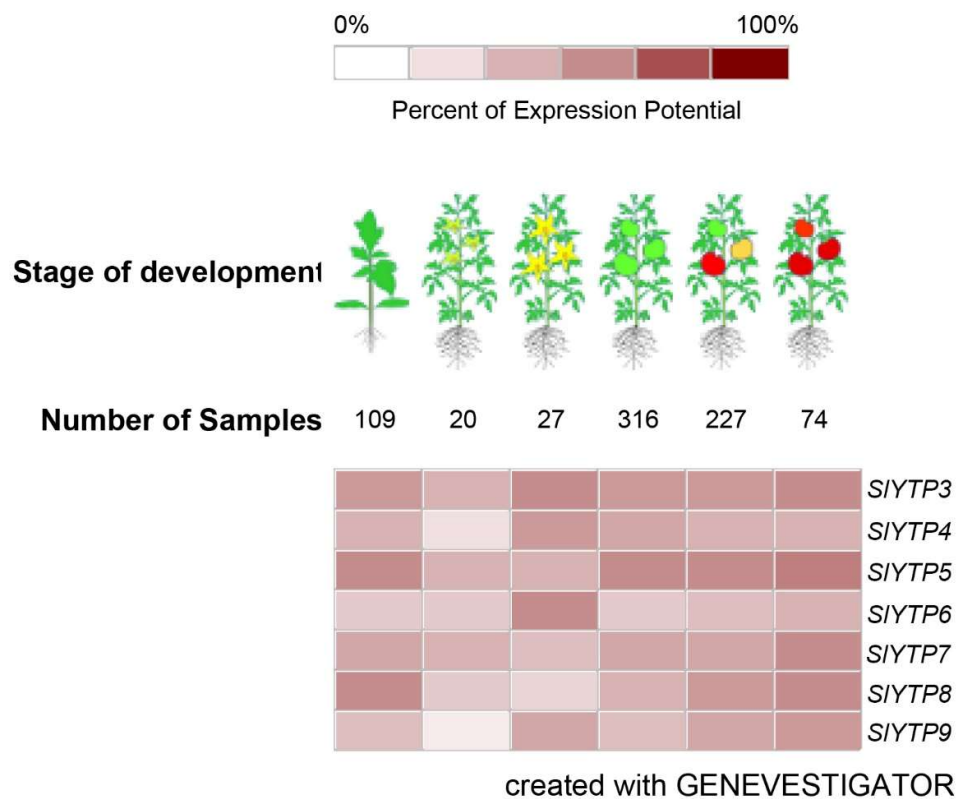 0% 100%
Percent of Expression Potential
Stage of development
Number of Samples 109 20 27 316 227 74
SlYTP3
SlYTP4
SlYTP5
SlYTP6
SlYTP7
SlYTP8
SlYTP9
created with GENEVESTIGATOR